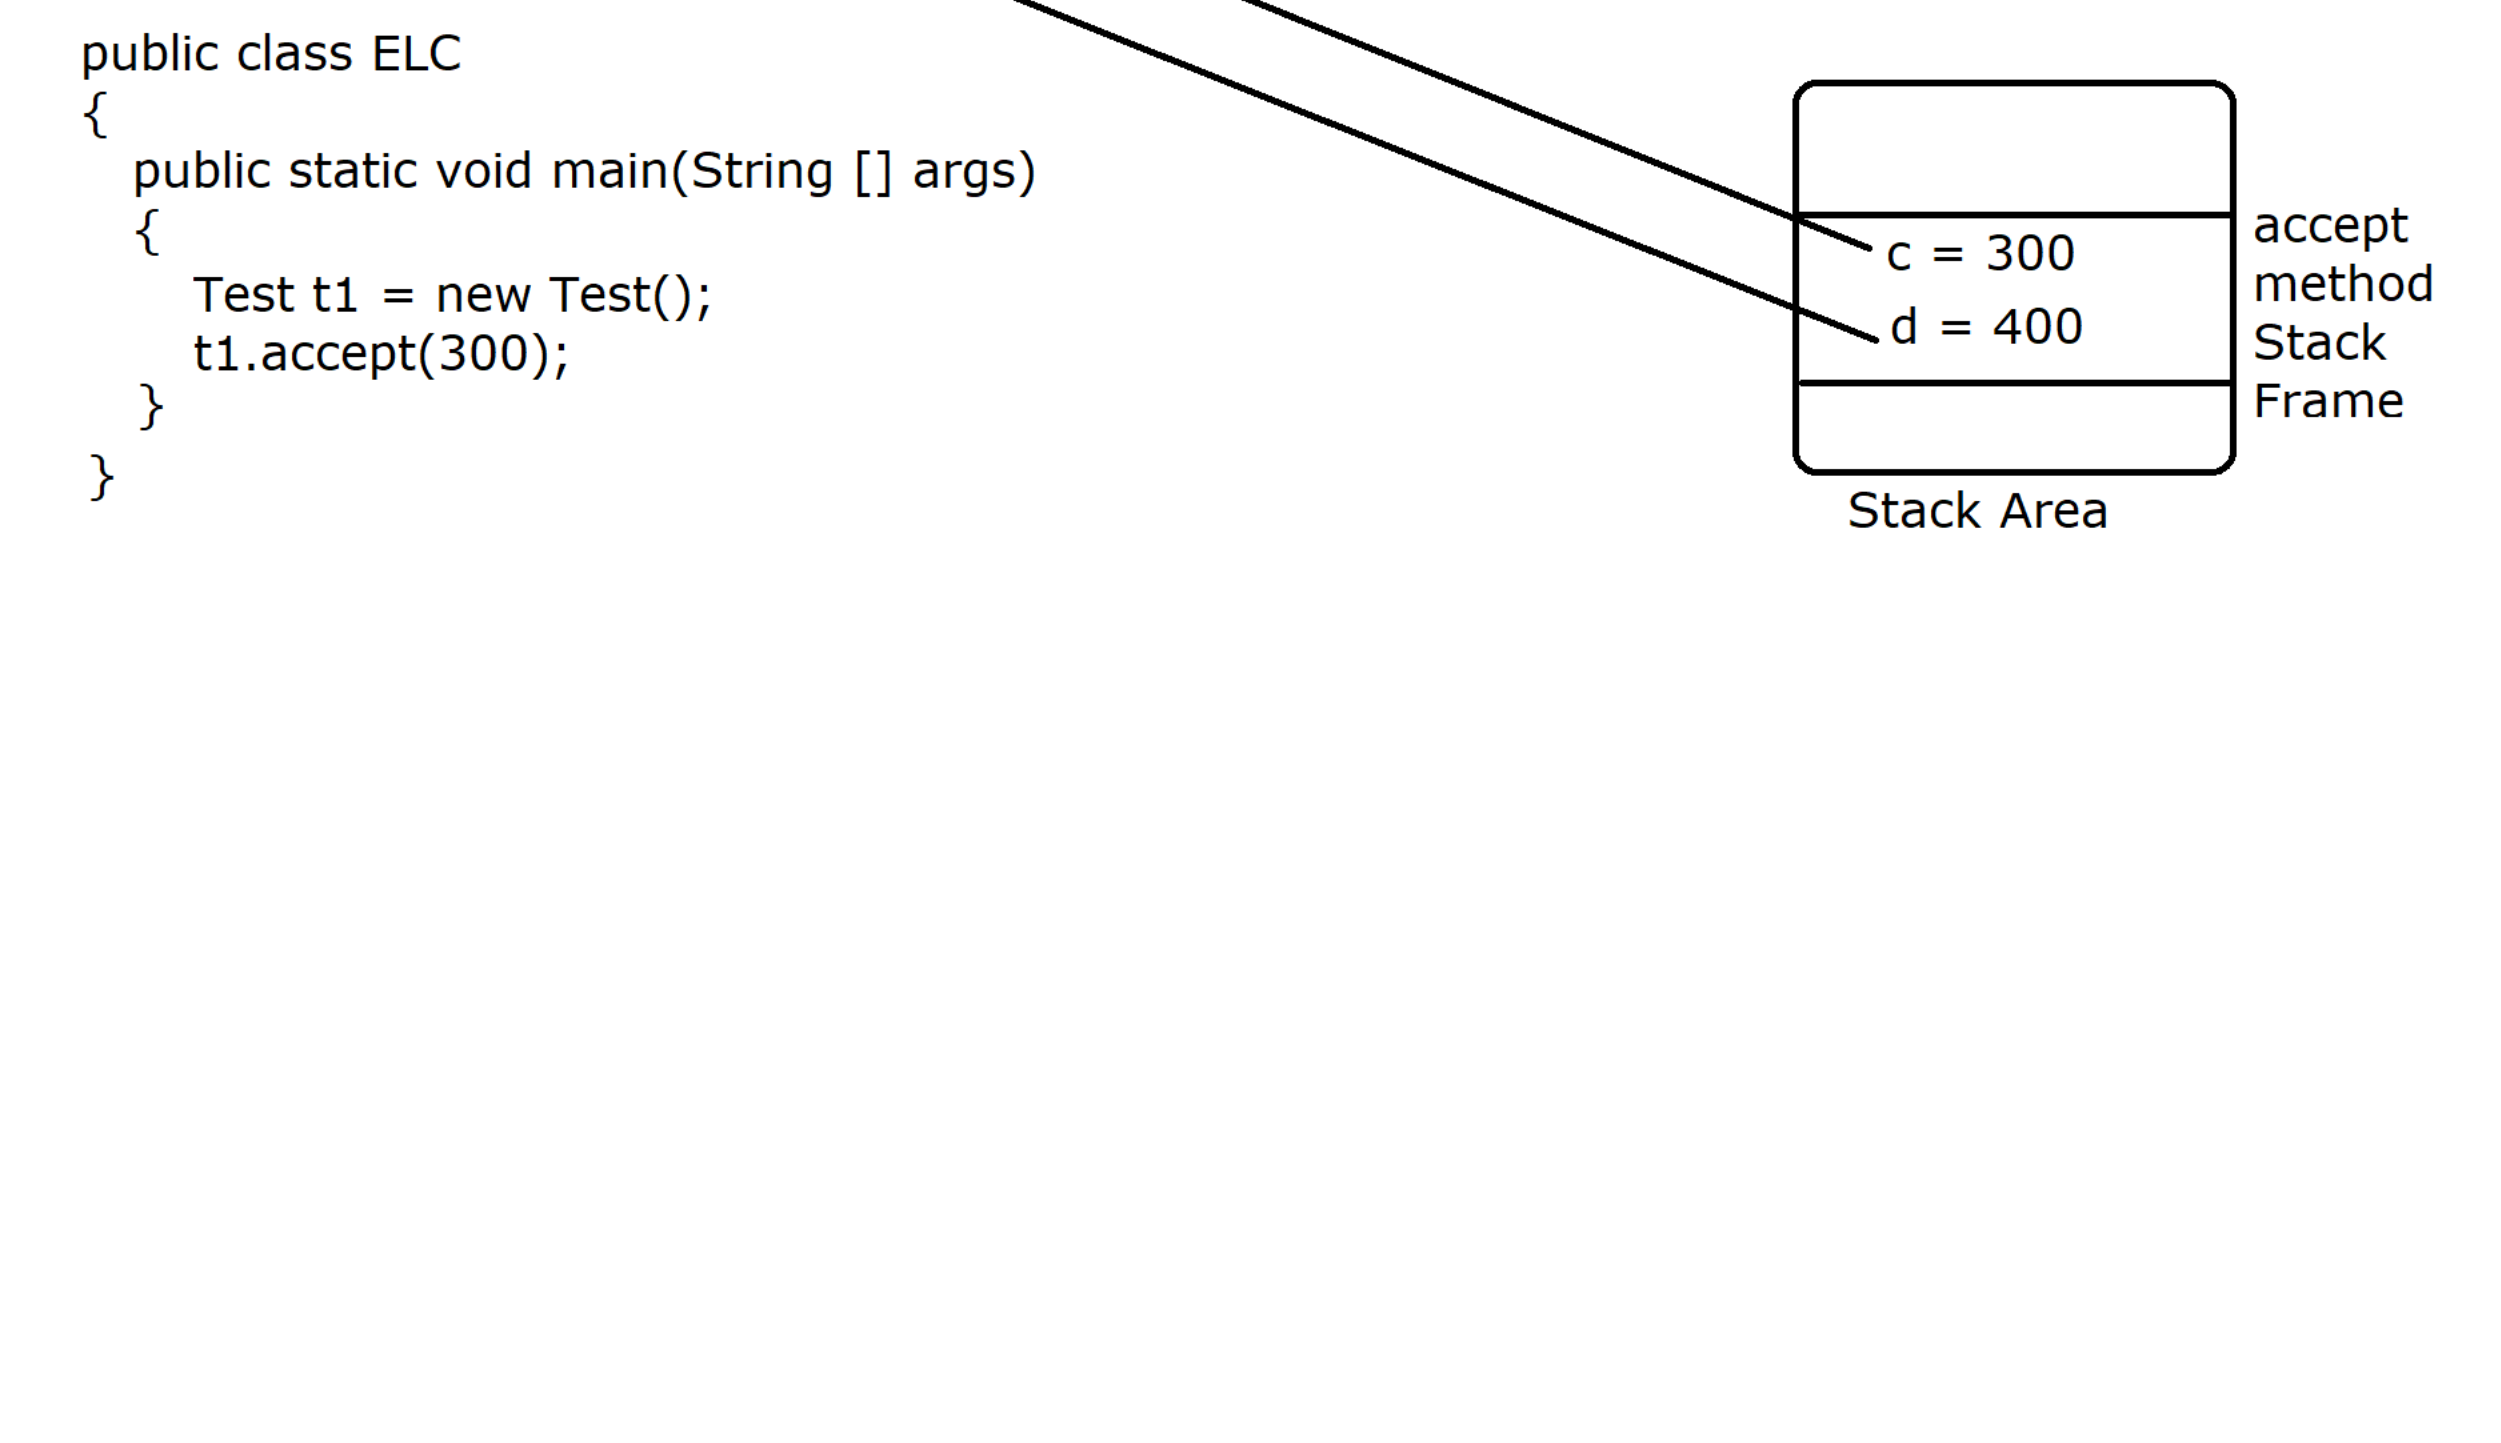 public class ELC
{
public static void main(String [] args)
{
Test t1 = new Test();
t1.accept(300);
}
}
c = 300
d = 400
accept
method
Stack
Frame
Stack Area